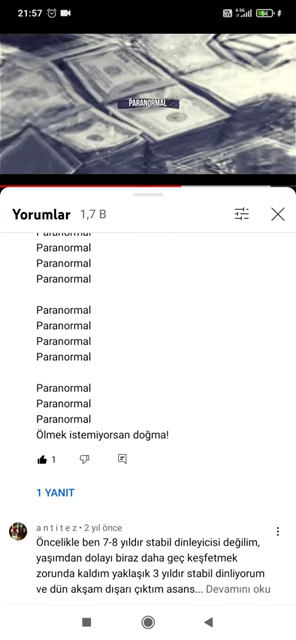 21:57
PARANORMAL
Yorumlar 1,7 B
Paranormal
Paranormal
Paranormal
Paranormal
Paranormal
Paranormal
Paranormal
Paranormal
Paranormal
Paranormal
Paranormal
Ölmek istemiyorsan doğma!
1
1 YANIT
a n t i t e z • 2 yıl önce
Öncelikle ben 7-8 yıldır stabil dinleyicisi değilim,
yaşımdan dolayı biraz daha geç keşfetmek
zorunda kaldım yaklaşık 3 yıldır stabil dinliyorum
ve dün akşam dışarı çıktım asans... Devamını oku